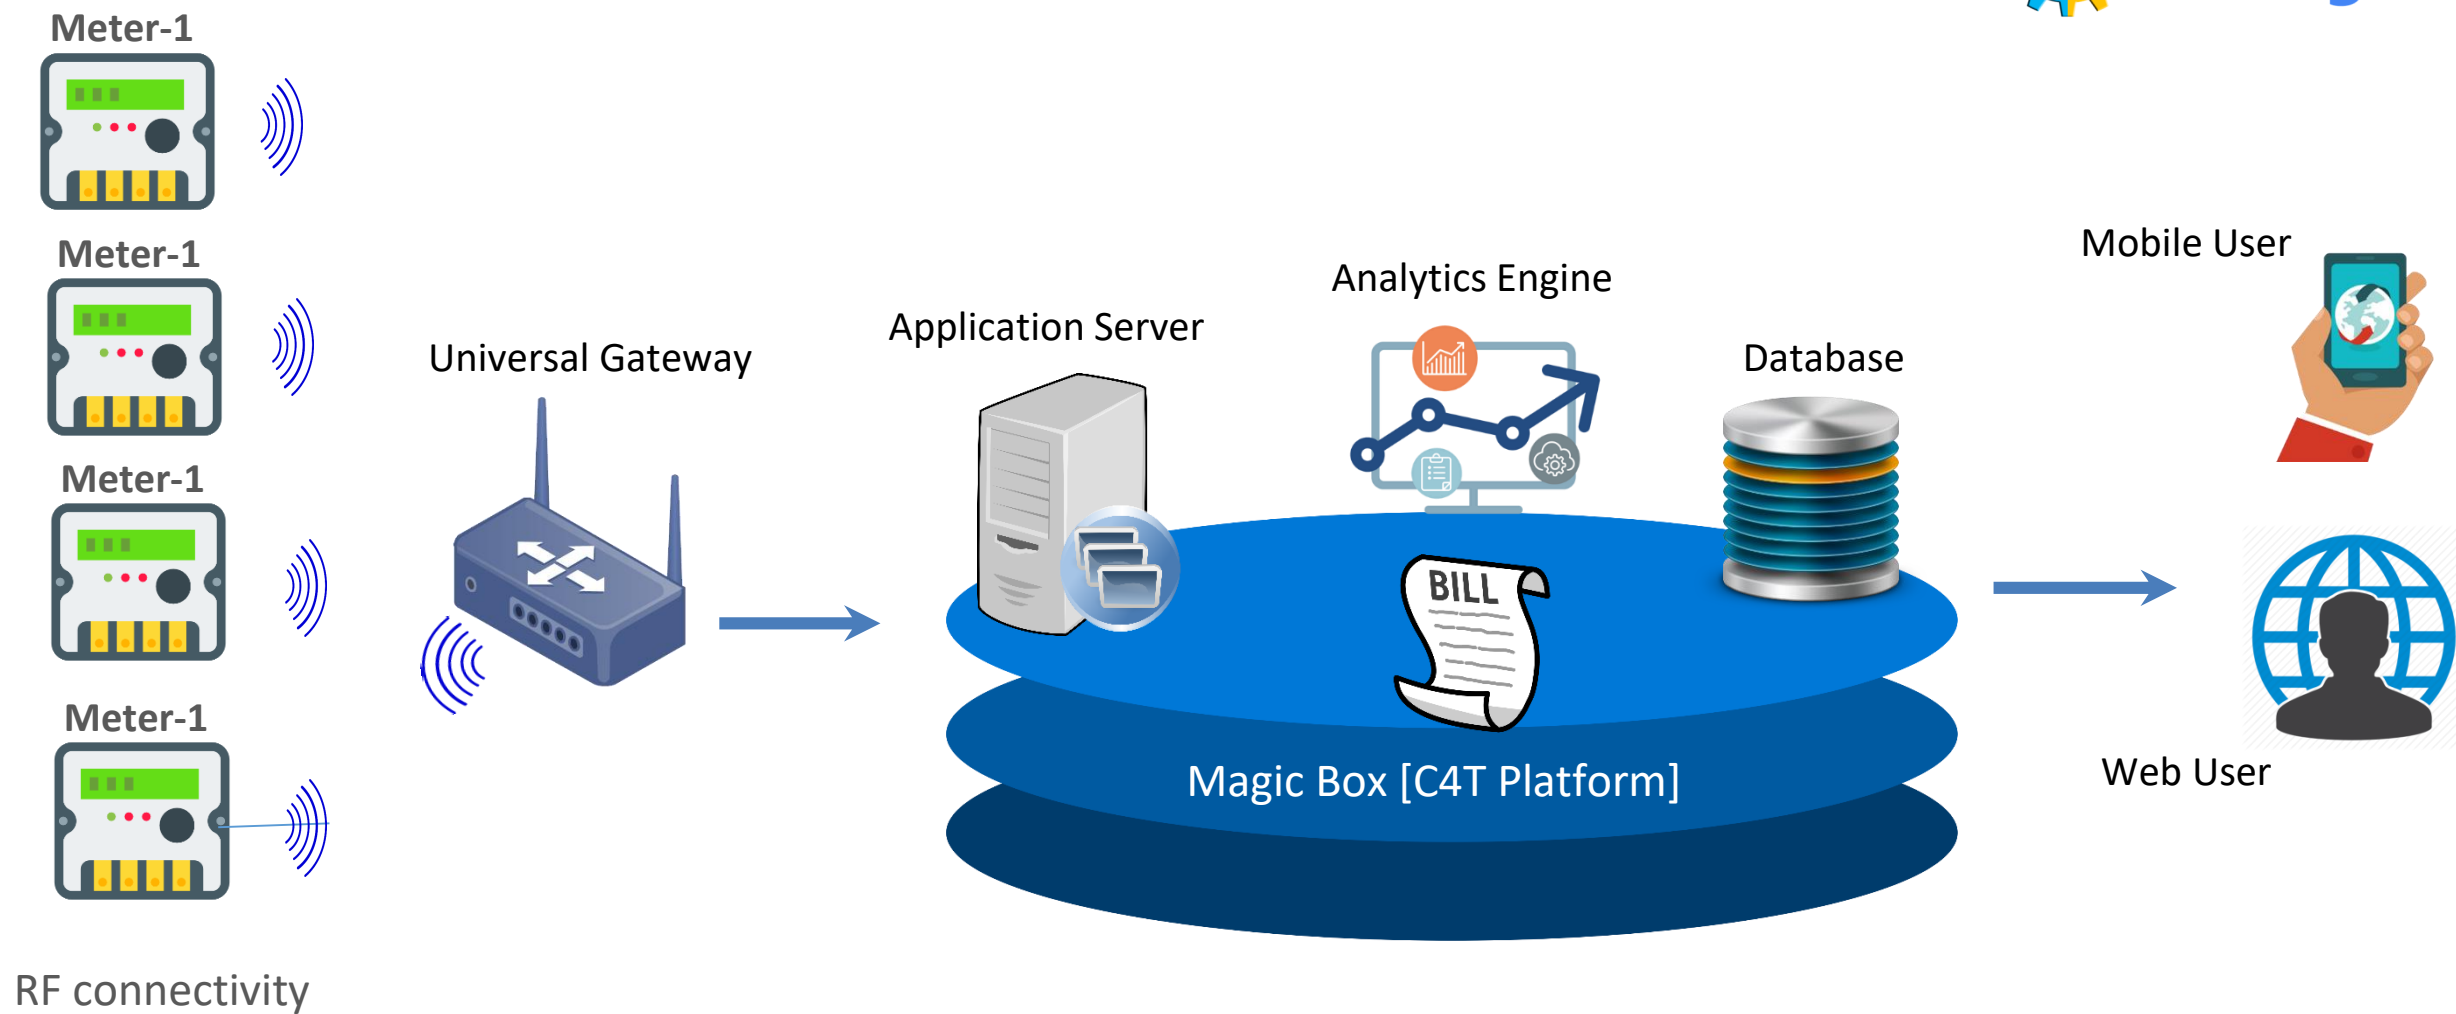 Meter-1
Meter-1
Meter-1
Meter-1
RF connectivity
Universal Gateway
Application Server
Analytics Engine
Database
BILL
Magic Box [C4T Platform]
Mobile User
Web User